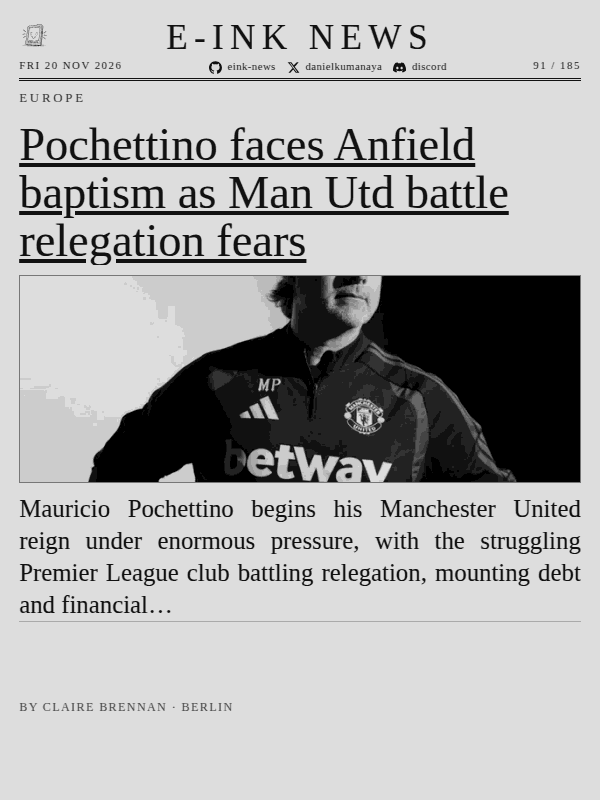 E-INK NEWS
FRI 20 NOV 2026
eink-news danielkumanaya discord
91 / 185
EUROPE
Pochettino faces Anfield
baptism as Man Utd battle
relegation fears
MP
MANCHESTER
UNITED
betway
Mauricio Pochettino begins his Manchester United
reign under enormous pressure, with the struggling
Premier League club battling relegation, mounting debt
and financial…
BY CLAIRE BRENNAN · BERLIN